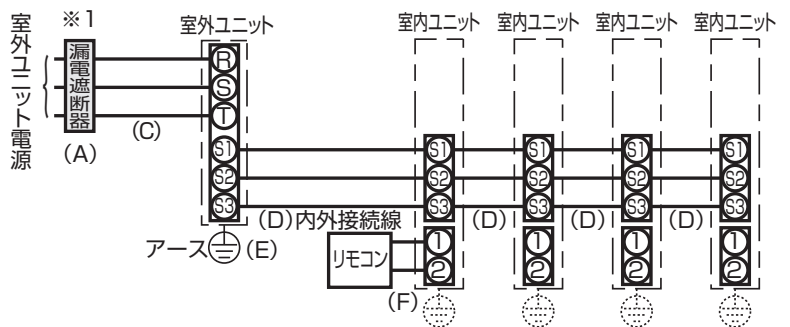 室外ユニット電源
※1
漏電遮断器
(A)
(C)
室外ユニット
R
S
T
S1
S2
S3
アース
(E)
(D)内外接続線
(D)
(D)
(D)
リモコン
(F)
室内ユニット
S1
S2
S3
1
2
室内ユニット
S1
S2
S3
1
2
室内ユニット
S1
S2
S3
1
2
室内ユニット
S1
S2
S3
1
2